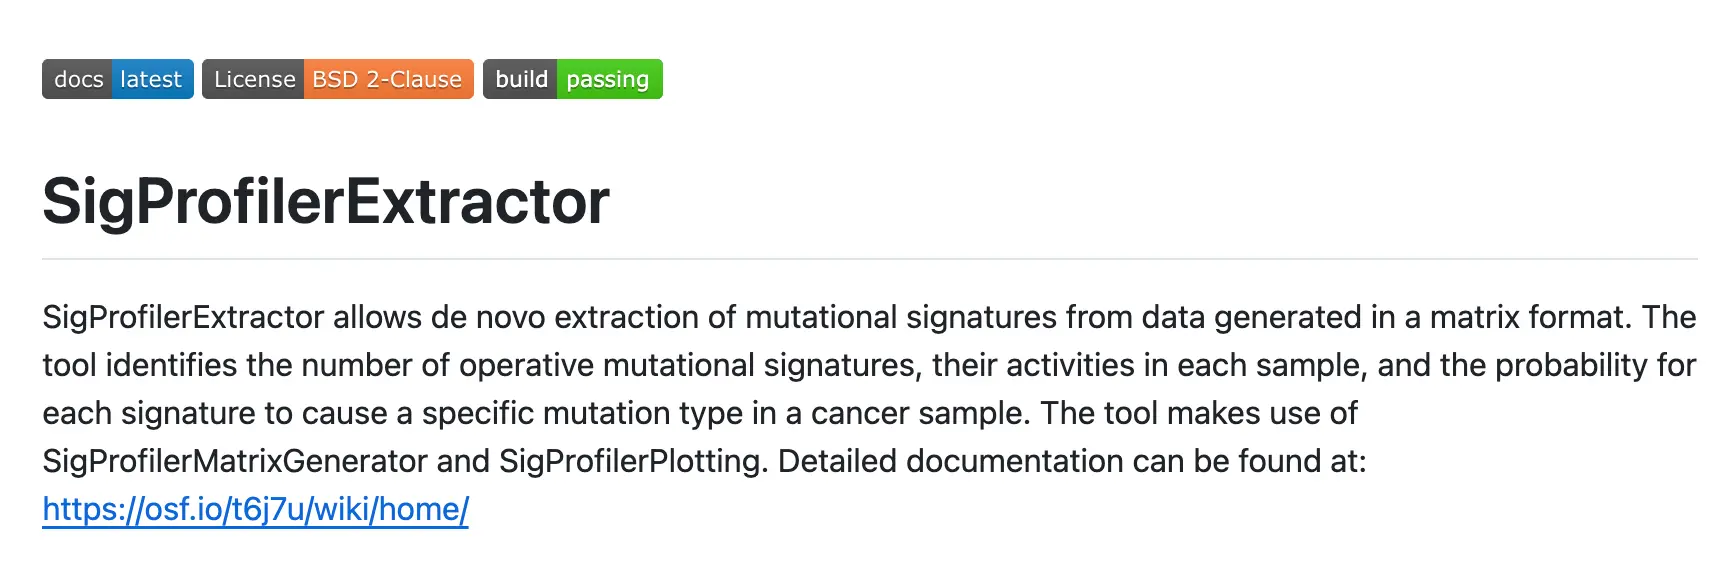 docs latest License BSD 2-Clause build passing
SigProfilerExtractor
SigProfilerExtractor allows de novo extraction of mutational signatures from data generated in a matrix format. The
tool identifies the number of operative mutational signatures, their activities in each sample, and the probability for
each signature to cause a specific mutation type in a cancer sample. The tool makes use of
SigProfilerMatrixGenerator and SigProfilerPlotting. Detailed documentation can be found at:
https://osf.io/t6j7u/wiki/home/